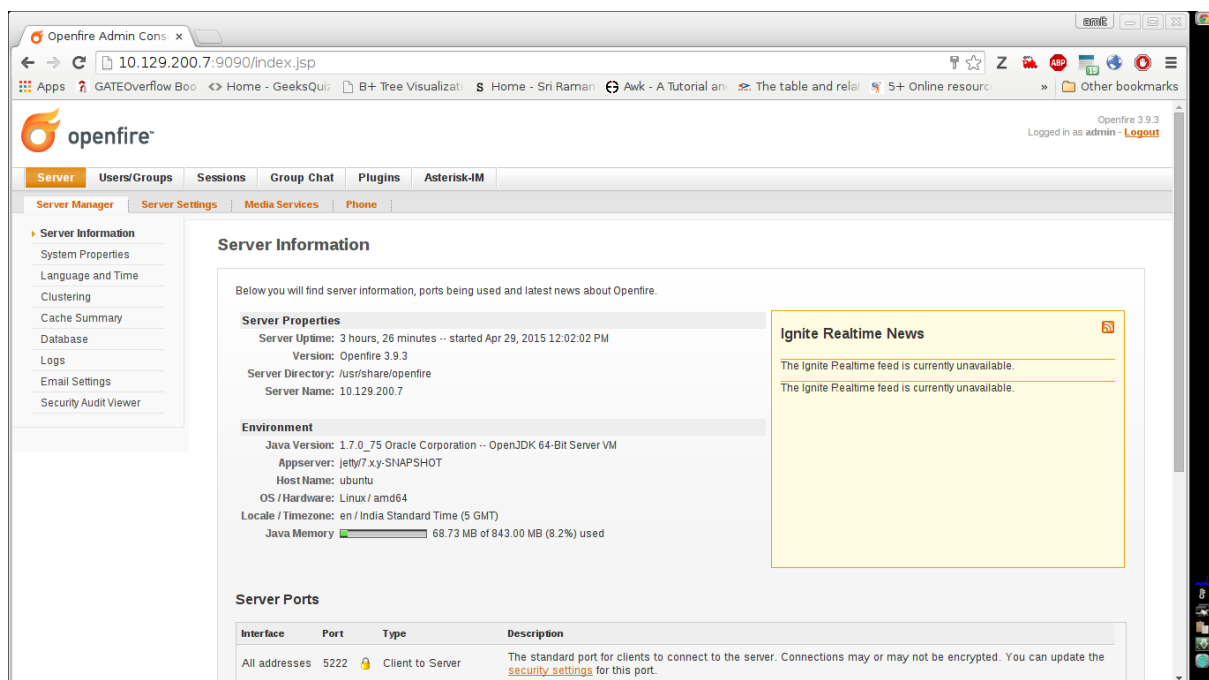 amit
Openfire Admin Cons
10.129.200.7:9090/index.jsp
Apps GATEOverflow Boo Home - GeeksQui B+ Tree Visualizati S Home - Sri Raman Awk - A Tutorial an The table and rela 5+ Online resourc » Other bookmarks
openfire™
Openfire 3.9.3
Logged in as admin - Logout
Server Users/Groups Sessions Group Chat Plugins Asterisk-IM
Server Manager Server Settings Media Services Phone
Server Information
System Properties
Language and Time
Clustering
Cache Summary
Database
Logs
Email Settings
Security Audit Viewer
Server Information
Below you will find server information, ports being used and latest news about Openfire.
Server Properties
Server Uptime: 3 hours, 26 minutes -- started Apr 29, 2015 12:02:02 PM
Version: Openfire 3.9.3
Server Directory: /usr/share/openfire
Server Name: 10.129.200.7
Environment
Java Version: 1.7.0_75 Oracle Corporation -- OpenJDK 64-Bit Server VM
Appserver: jetty/7.x.y-SNAPSHOT
Host Name: ubuntu
OS / Hardware: Linux / amd64
Locale / Timezone: en / India Standard Time (5 GMT)
Java Memory 68.73 MB of 843.00 MB (8.2%) used
Ignite Realtime News
The Ignite Realtime feed is currently unavailable.
The Ignite Realtime feed is currently unavailable.
Server Ports
Interface Port Type Description
All addresses 5222 Client to Server The standard port for clients to connect to the server. Connections may or may not be encrypted. You can update the
security settings for this port.